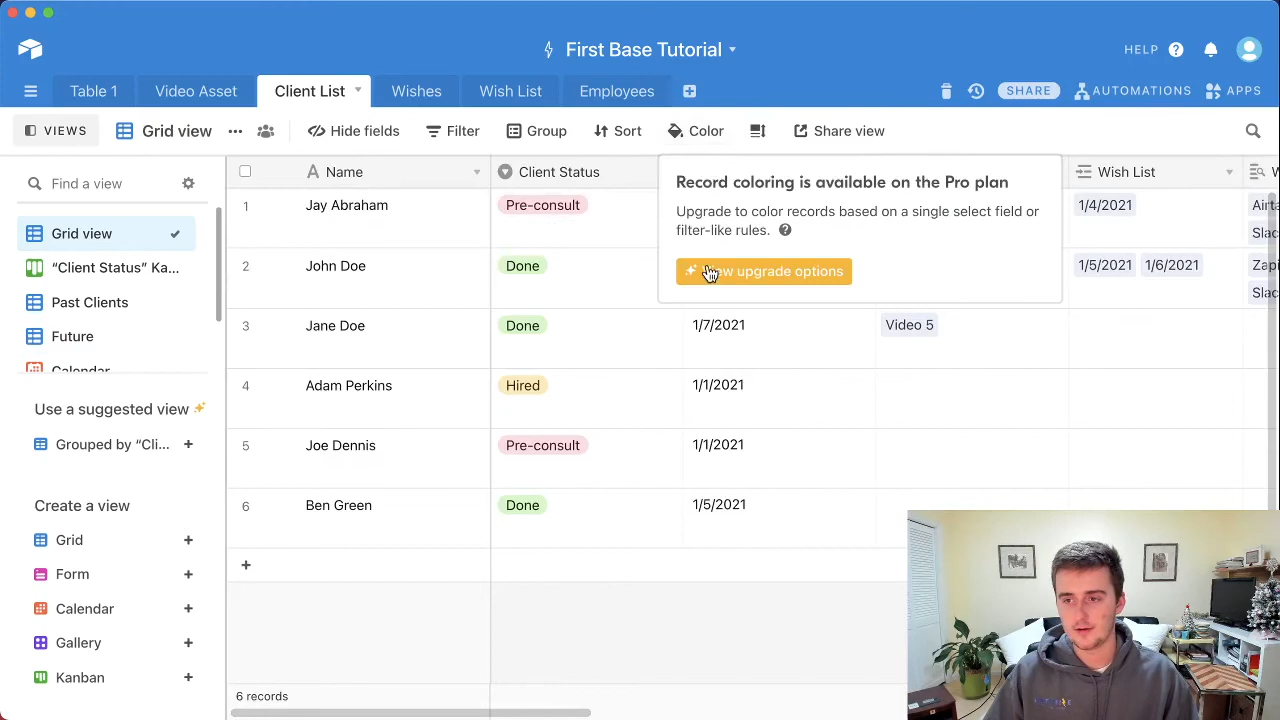 First Base Tutorial
HELP
Table 1
Video Asset
Client List
Wishes
Wish List
Employees
SHARE
AUTOMATIONS
APPS
VIEWS
Grid view
Hide fields
Filter
Group
Sort
Color
Share view
Find a view
Grid view
"Client Status" Ka...
Past Clients
Future
Calendar
Use a suggested view
Grouped by "Cli...
Create a view
Grid
Form
Calendar
Gallery
Kanban
Name
Client Status
Wish List
1 Jay Abraham Pre-consult 1/4/2021
2 John Doe Done 1/5/2021 1/6/2021
3 Jane Doe Done 1/7/2021 Video 5
4 Adam Perkins Hired 1/1/2021
5 Joe Dennis Pre-consult 1/1/2021
6 Ben Green Done 1/5/2021
Record coloring is available on the Pro plan
Upgrade to color records based on a single select field or
filter-like rules.
upgrade options
6 records